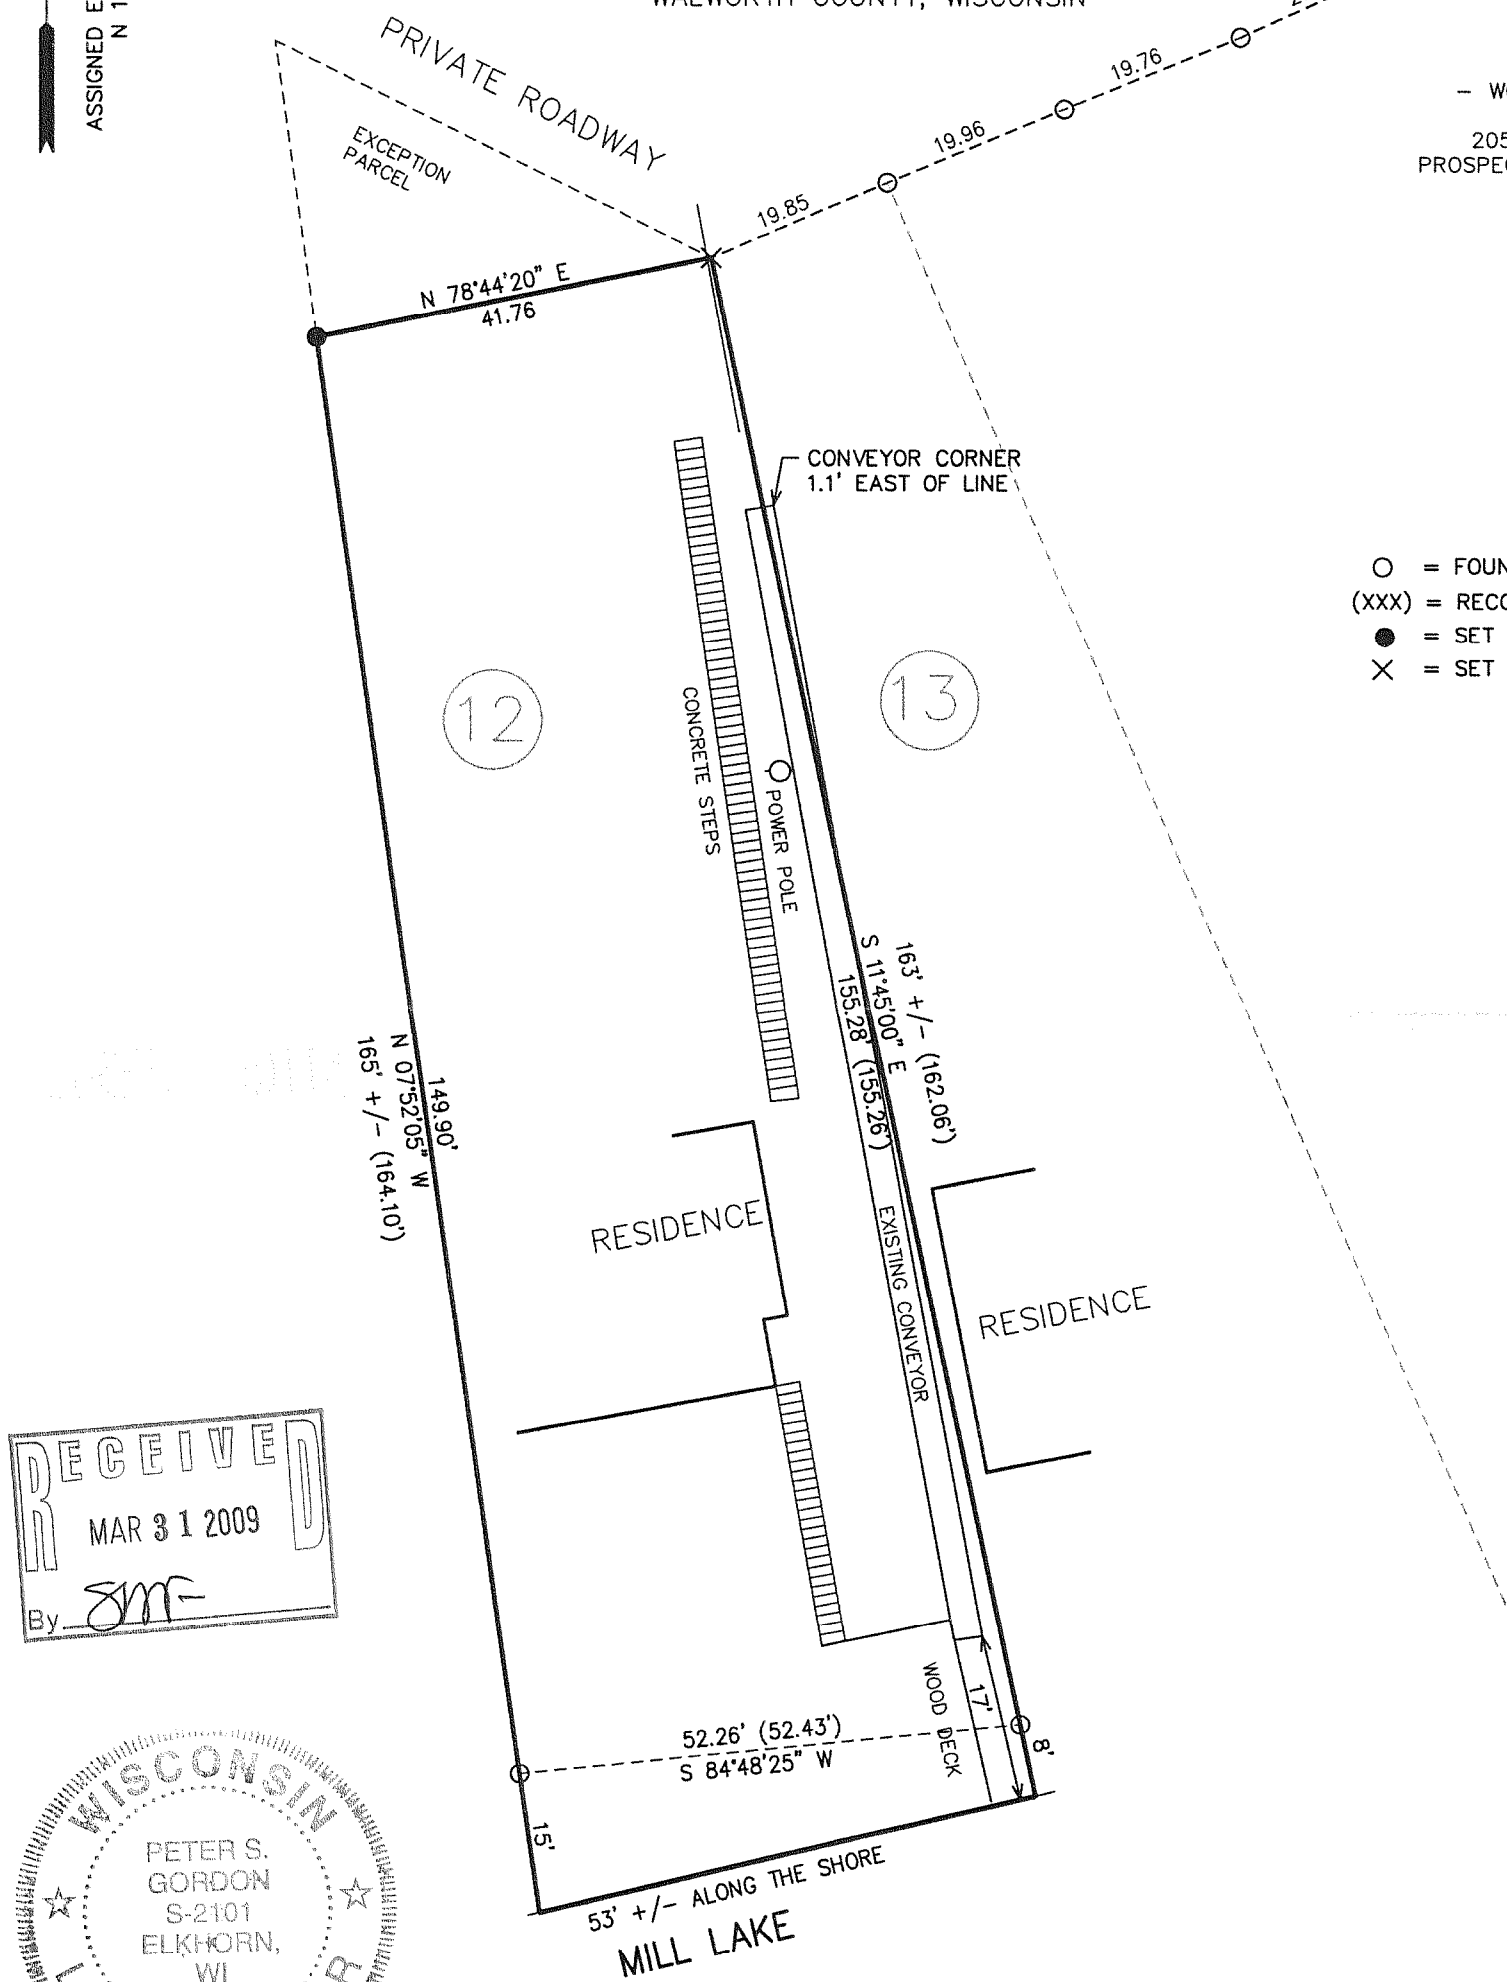 WALWORTH COUNTY, WISCONSIN
ASSIGNED
N 1
PRIVATE ROADWAY
EXCEPTION
PARCEL
19.85
19.96
19.76
205
N 78°44'20" E
41.76
CONVEYOR CORNER
1.1' EAST OF LINE
○ = FOUN
(XXX) = RECO
● = SET
X = SET
12
13
CONCRETE STEPS
POWER POLE
163' +/- (162.06')
S 11°45'00" E
155.28' (155.26')
149.90'
N 07°52'05" W
165' +/- (164.10')
RESIDENCE
EXISTING CONVEYOR
RESIDENCE
RECEIVED
MAR 31 2009
By SMF
WOOD DECK
17'
8'
52.26' (52.43')
S 84°48'25" W
15'
53' +/- ALONG THE SHORE
MILL LAKE
WISCONSIN
PETER S.
GORDON
S-2101
ELKHORN,
WI